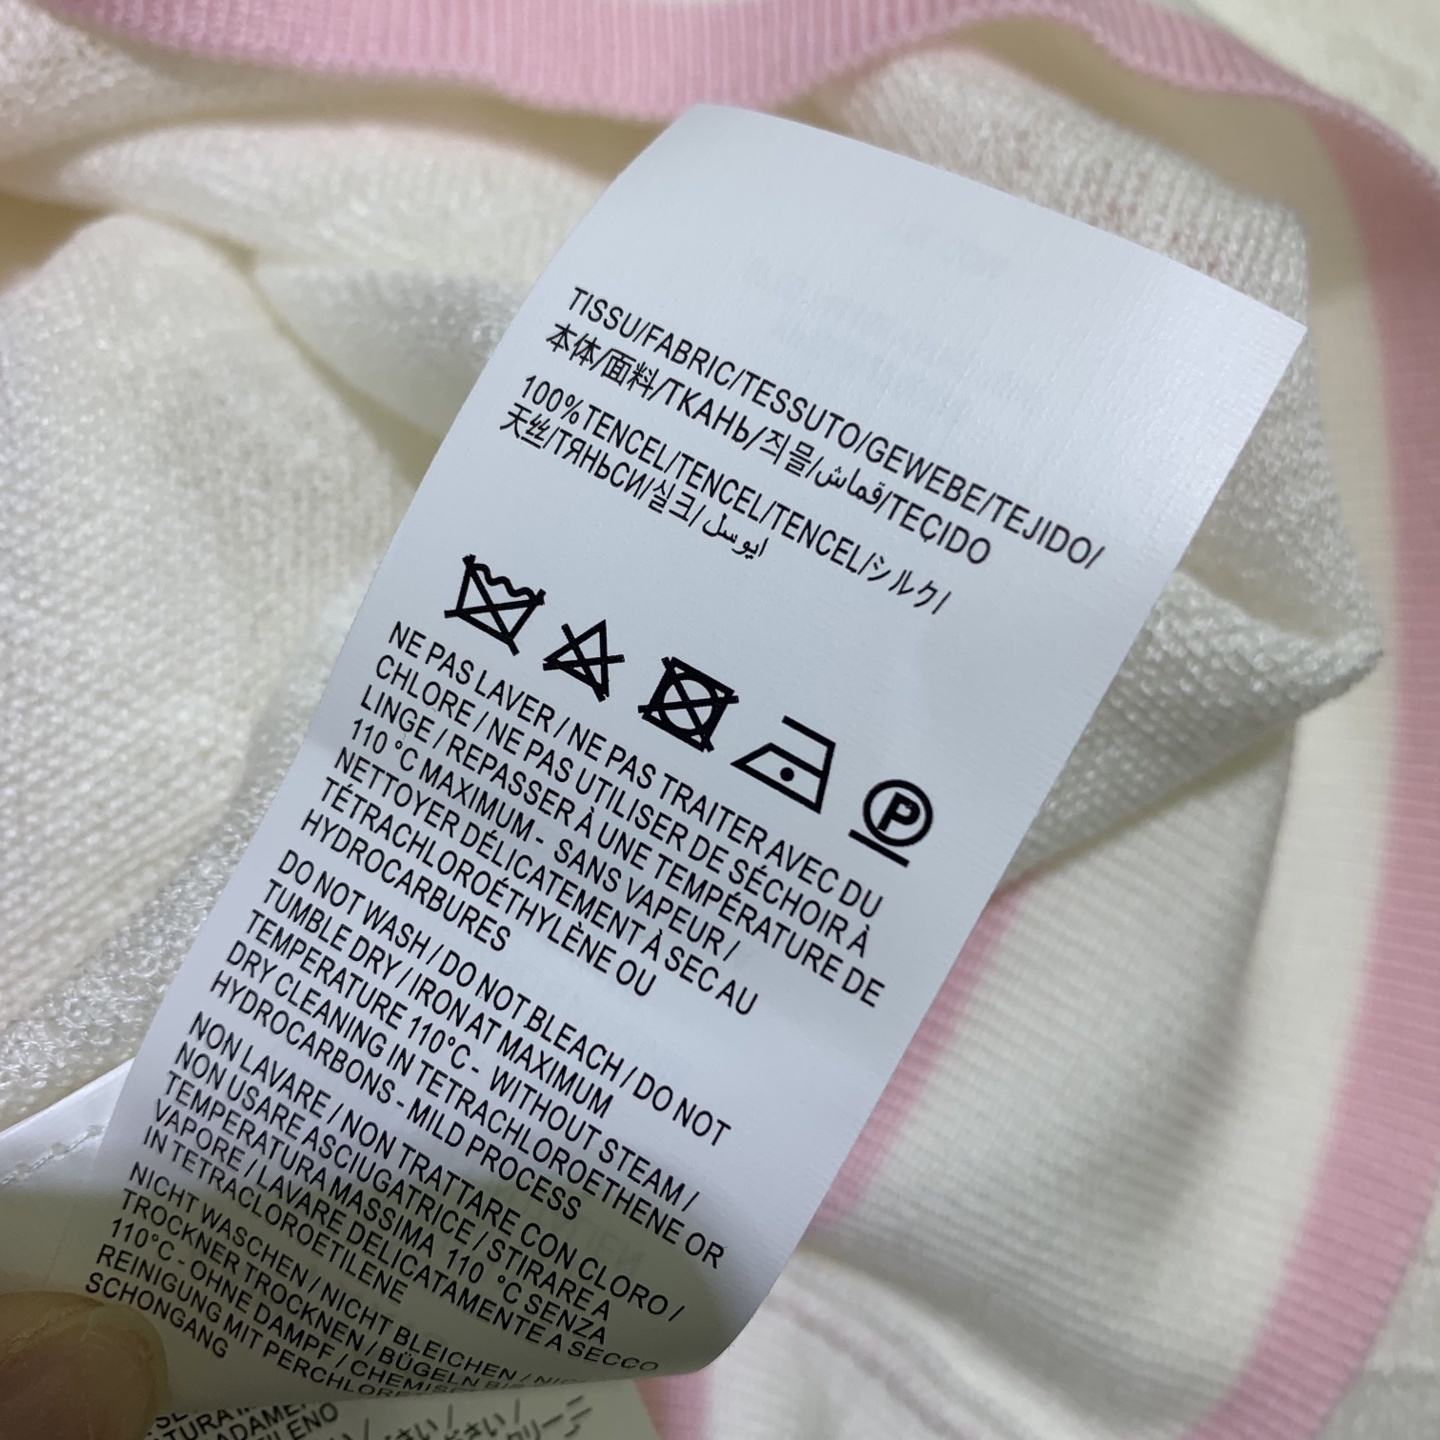 TISSU/FABRIC/TESSUTO/GEWEBE/TEJIDO/
本体/面料/ТКАНЬ/직물/قماش/TEÇIDO
100%TENCEL/TENCEL/TENCEL/シルク/
天丝/ТЯНЬСИ/실크/ايوسل
NE PAS LAVER / NE PAS TRAITER AVEC DU
CHLORE / NE PAS UTILISER DE SÉCHOIR À
LINGE / REPASSER À UNE TEMPÉRATURE DE
110 °C MAXIMUM - SANS VAPEUR /
NETTOYER DÉLICATEMENT À SEC AU
TÉTRACHLOROÉTHYLÈNE OU
HYDROCARBURES
DO NOT WASH / DO NOT BLEACH / DO NOT
TUMBLE DRY / IRON AT MAXIMUM
TEMPERATURE 110°C - WITHOUT STEAM /
DRY CLEANING IN TETRACHLOROETHENE OR
HYDROCARBONS - MILD PROCESS
NON LAVARE / NON TRATTARE CON CLORO /
NON USARE ASCIUGATRICE / STIRARE A
TEMPERATURA MASSIMA 110 °C SENZA
VAPORE / LAVARE DELICATAMENTE A SECCO
IN TETRACLOROETILENE
NICHT WASCHEN / NICHT BLEICHEN /
TROCKNER TROCKNEN / BÜGELN
110°C - OHNE DAMPF /
REINIGUNG MIT
SCHONGANG